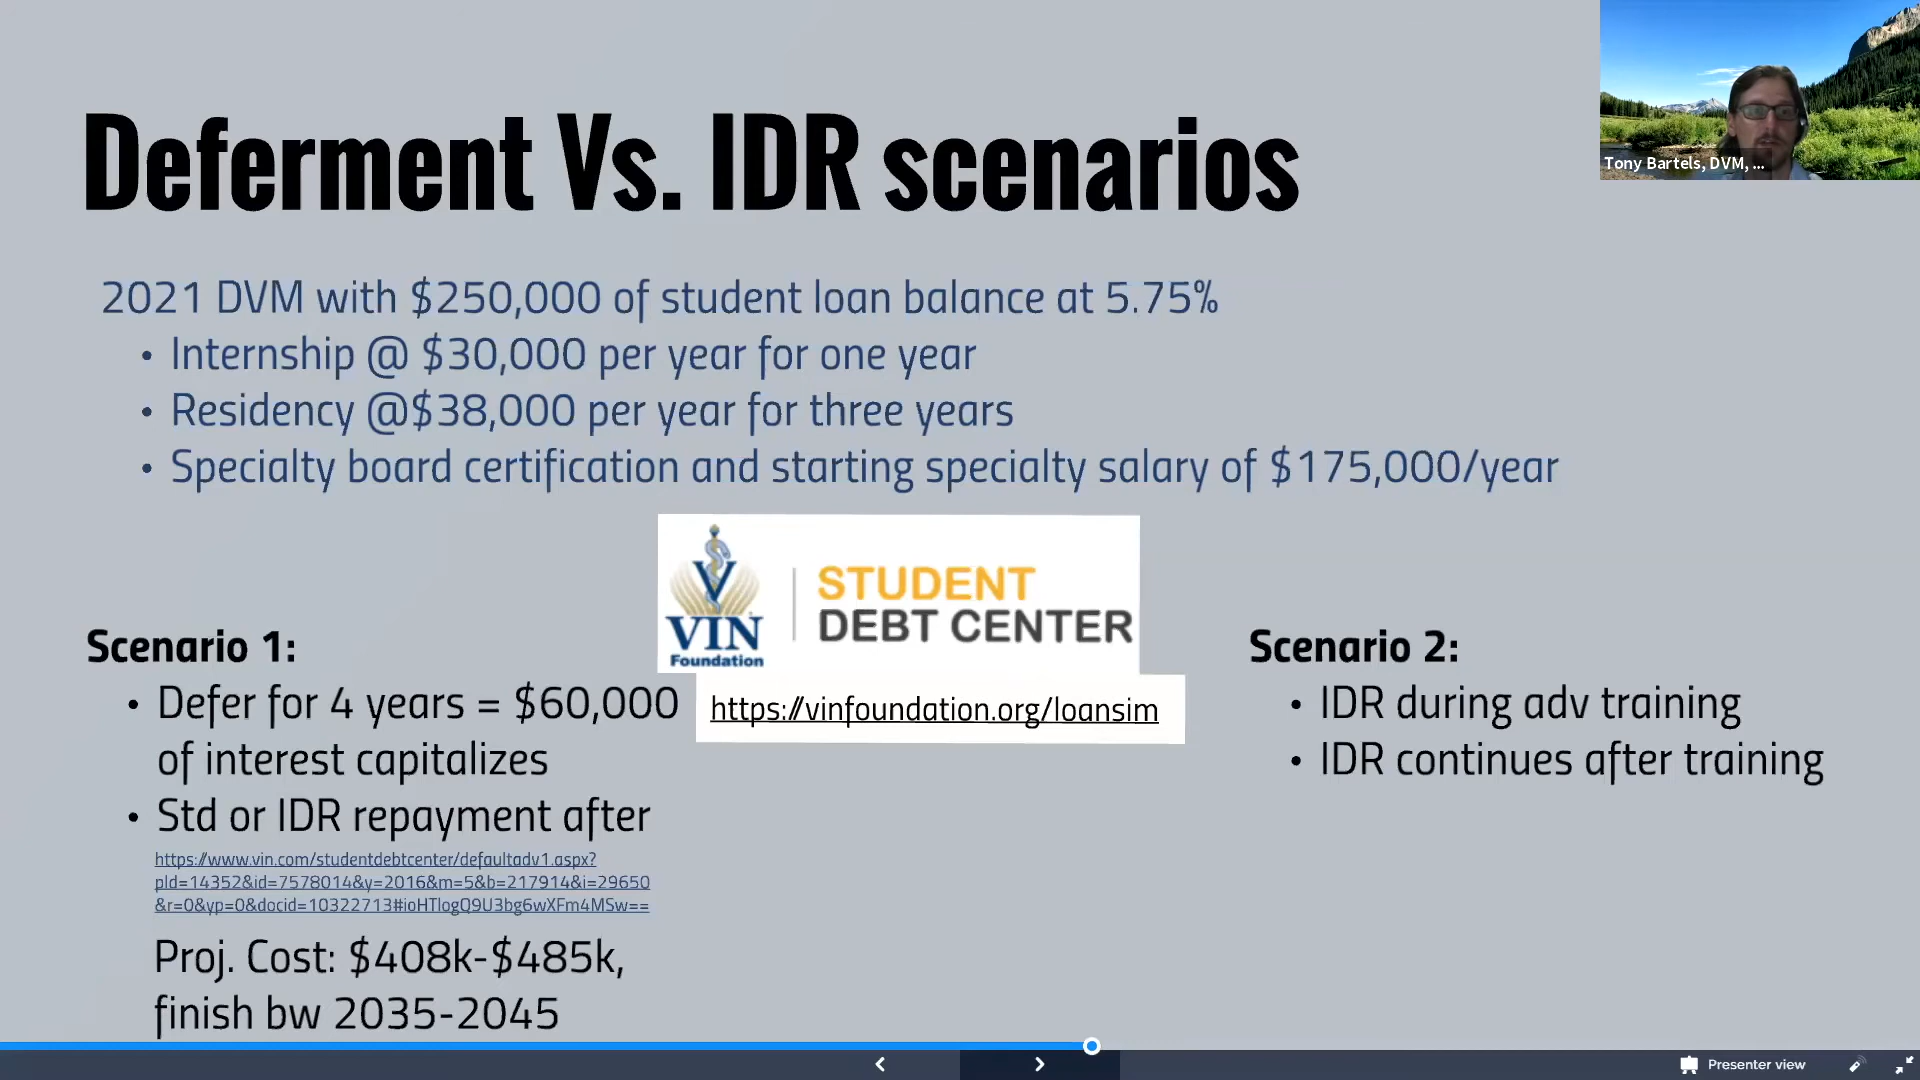 Deferment Vs. IDR scenarios
Tony Bartels, DVM, ...
2021 DVM with $250,000 of student loan balance at 5.75%
• Internship @ $30,000 per year for one year
• Residency @$38,000 per year for three years
• Specialty board certification and starting specialty salary of $175,000/year
VIN
Foundation
STUDENT
DEBT CENTER
https://vinfoundation.org/loansim
Scenario 1:
• Defer for 4 years = $60,000
of interest capitalizes
• Std or IDR repayment after
https://www.vin.com/studentdebtcenter/defaultadv1.aspx?
pId=14352&id=7578014&y=2016&m=5&b=217914&i=29650
&r=0&yp=0&docid=10322713#ioHTlogQ9U3bg6wXFm4MSw==
Proj. Cost: $408k-$485k,
finish bw 2035-2045
Scenario 2:
• IDR during adv training
• IDR continues after training
Presenter view